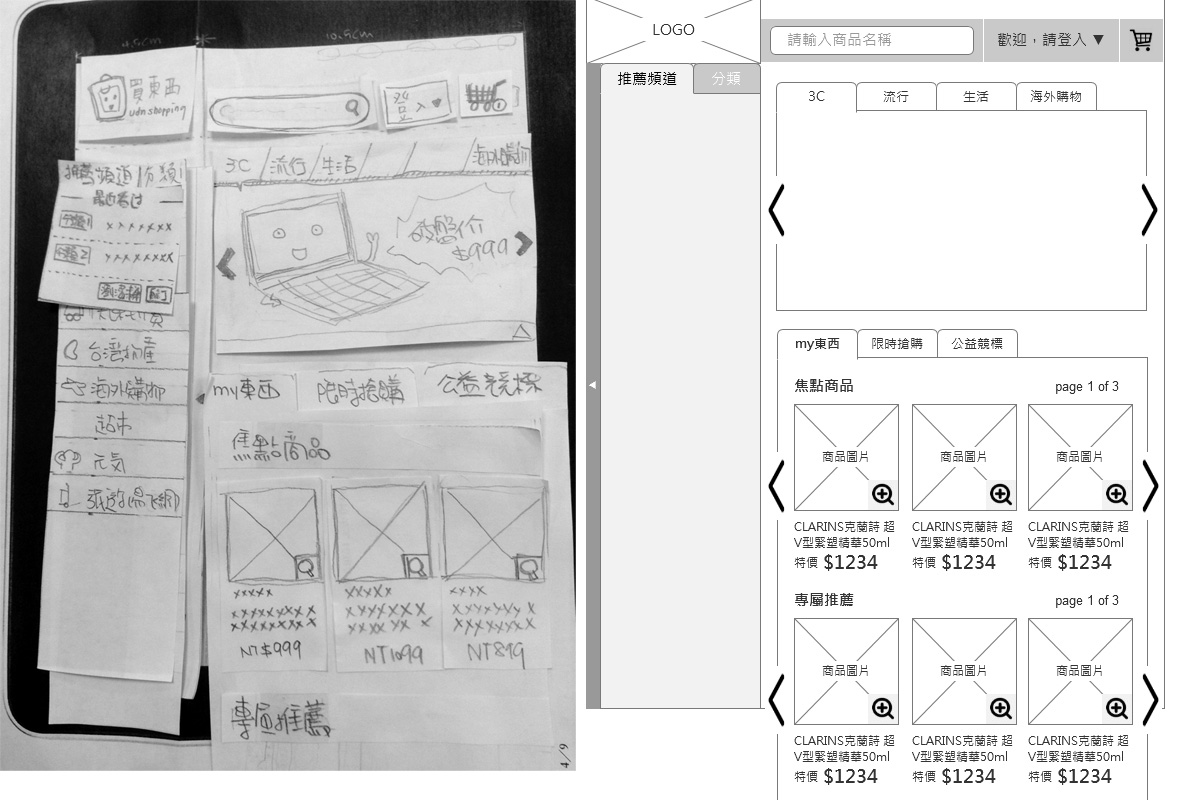 4.5cm
10.5cm
買東西
udn shopping
登入
推薦頻道 分類
最近看過
分類1 xxxxxxx
分類2 xxxxxxx
台灣物產
海外購物
超市
元気
3C 流行 生活 海外購物
破盤价
$999
my東西 限時搶購 公益競標
焦點商品
xxxxx
xxxxxxxx
xxxxxxxx
NT$999
xxxxx
NT1099
xxxx
NT899
專屬推薦
4/9
LOGO
請輸入商品名稱
歡迎，請登入 ▼
推薦頻道 分類
3C 流行 生活 海外購物
my東西 限時搶購 公益競標
焦點商品 page 1 of 3
商品圖片 商品圖片 商品圖片
CLARINS克蘭詩 超 CLARINS克蘭詩 超 CLARINS克蘭詩 超
V型緊塑精華50ml V型緊塑精華50ml V型緊塑精華50ml
特價 $1234 特價 $1234 特價 $1234
專屬推薦 page 1 of 3
商品圖片 商品圖片 商品圖片
CLARINS克蘭詩 超 CLARINS克蘭詩 超 CLARINS克蘭詩 超
V型緊塑精華50ml V型緊塑精華50ml V型緊塑精華50ml
特價 $1234 特價 $1234 特價 $1234